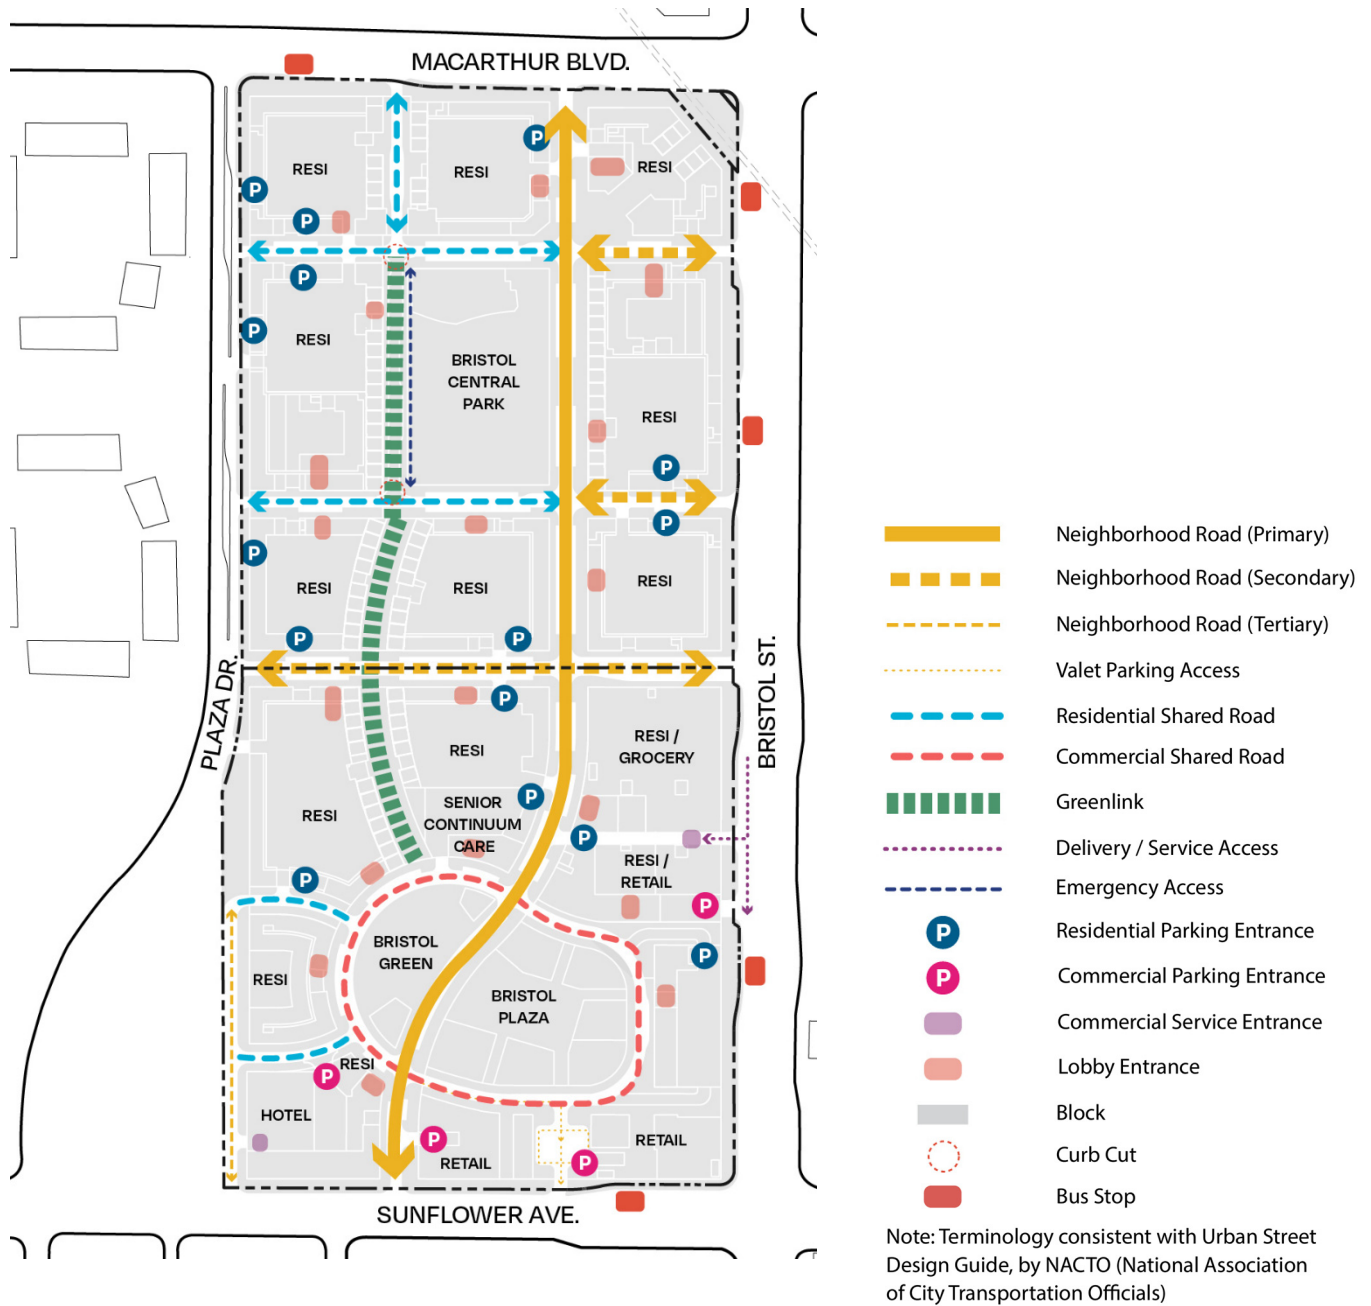 MACARTHUR BLVD.
RESI
RESI
RESI
P
P
P
P
P
RESI
BRISTOL
CENTRAL
PARK
RESI
P
P
P
RESI
RESI
RESI
P
P
PLAZA DR.
BRISTOL ST.
P
RESI
RESI /
GROCERY
RESI
SENIOR
CONTINUUM
CARE
P
P
RESI /
RETAIL
P
P
BRISTOL
GREEN
P
RESI
BRISTOL
PLAZA
RESI
P
HOTEL
P
RETAIL
P
RETAIL
SUNFLOWER AVE.
Neighborhood Road (Primary)
Neighborhood Road (Secondary)
Neighborhood Road (Tertiary)
Valet Parking Access
Residential Shared Road
Commercial Shared Road
Greenlink
Delivery / Service Access
Emergency Access
P Residential Parking Entrance
P Commercial Parking Entrance
Commercial Service Entrance
Lobby Entrance
Block
Curb Cut
Bus Stop
Note: Terminology consistent with Urban Street
Design Guide, by NACTO (National Association
of City Transportation Officials)